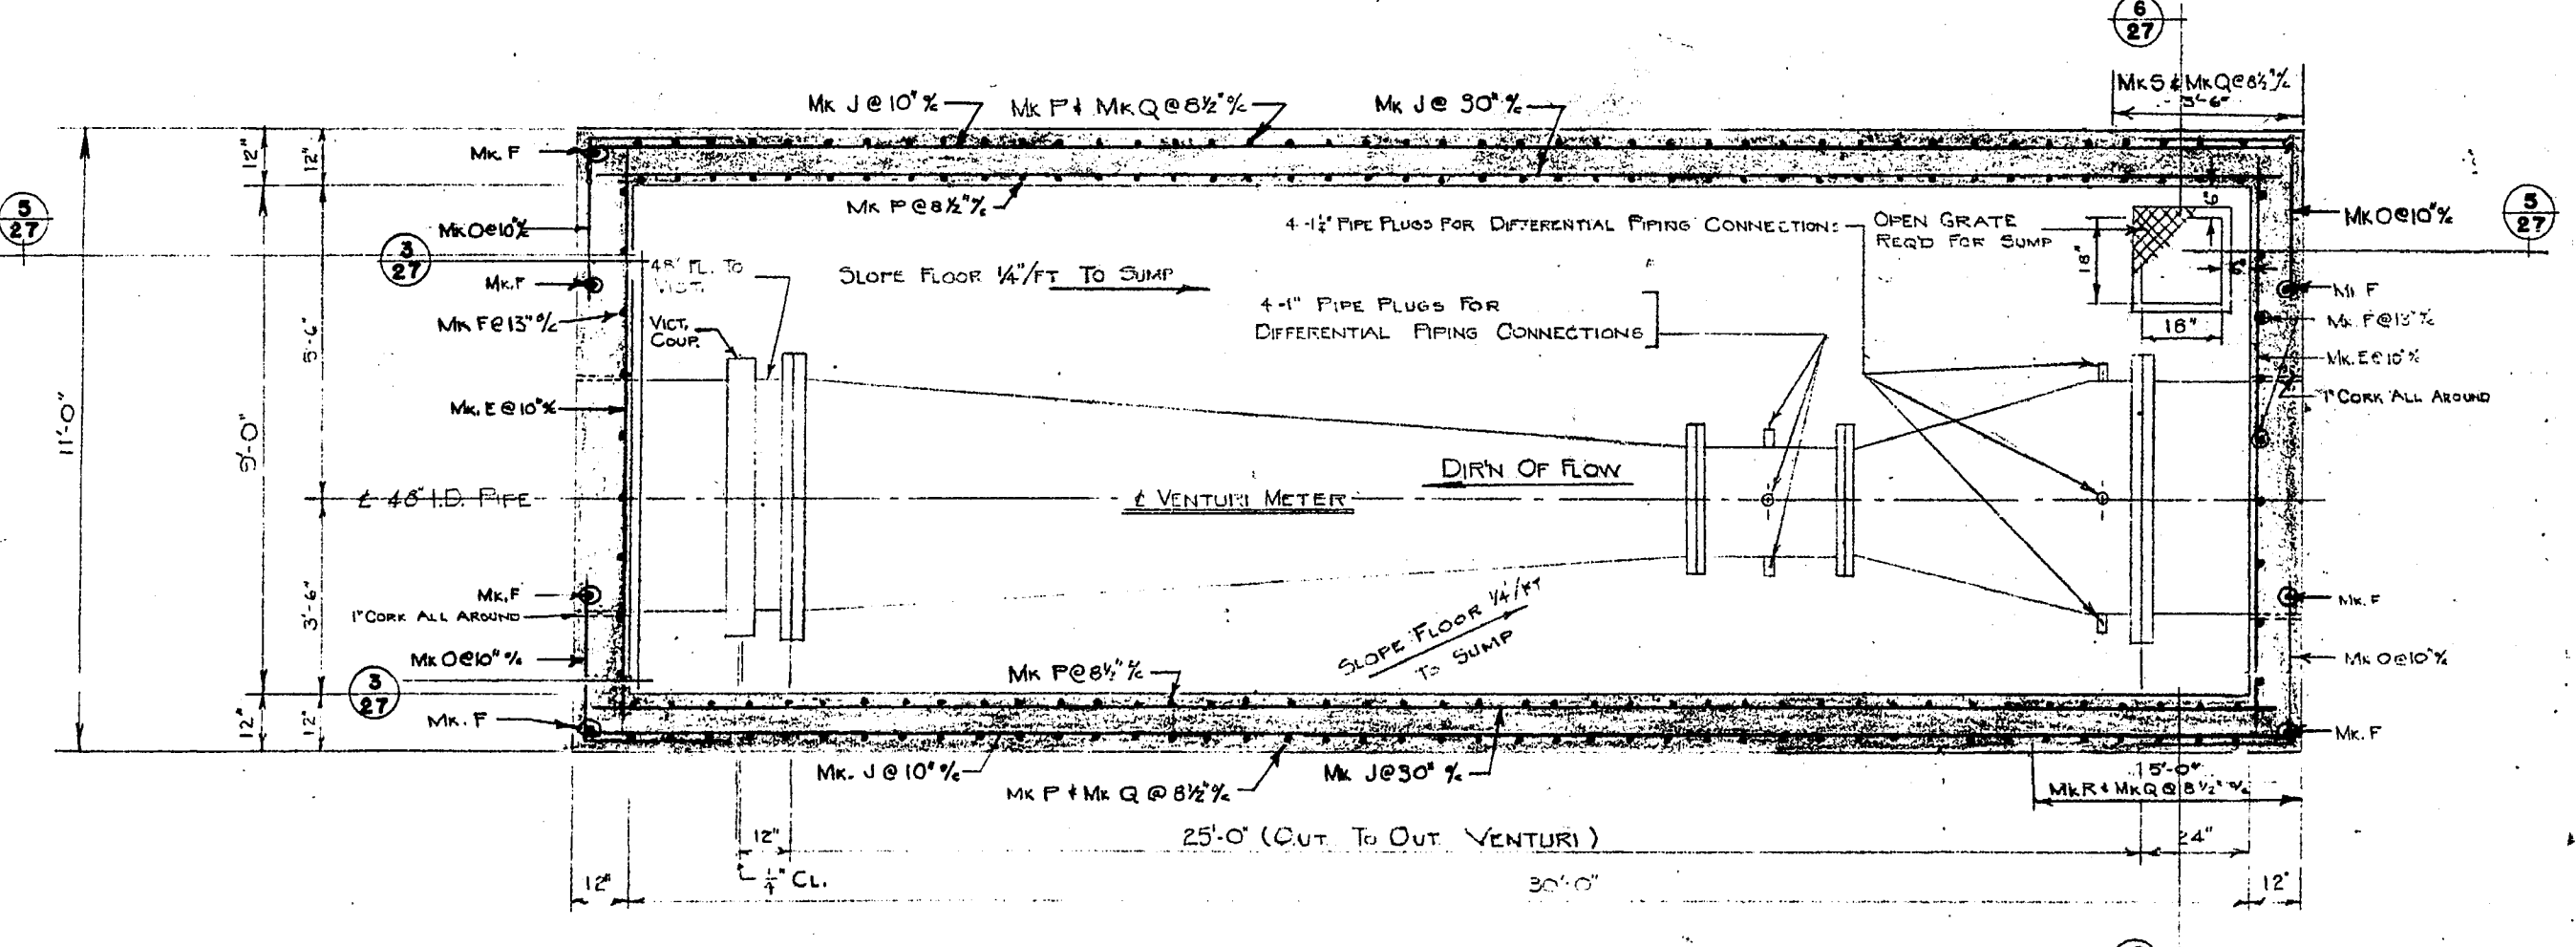 6
27
MK S & MK Q @ 8½" o/c
3'-6"
MK J @ 10" o/c
MK P & MK Q @ 8½" o/c
MK J @ 30" o/c
12"
12"
MK. F
MK P @ 8½" o/c
5
27
MK O @ 10" o/c
3
27
4-1½" PIPE PLUGS FOR DIFFERENTIAL PIPING CONNECTIONS
OPEN GRATE
REQ'D FOR SUMP
6"
18"
6"
18"
MK O @ 10" o/c
5
27
MK. F
48" FL. TO
VICT.
SLOPE FLOOR ¼"/FT TO SUMP
MK F @ 13" o/c
VICT.
COUP.
4-1" PIPE PLUGS FOR
DIFFERENTIAL PIPING CONNECTIONS
MK. F
MK. F @ 13" o/c
MK. E @ 10" o/c
1" CORK ALL AROUND
5'-6"
11'-0"
9'-0"
MK. E @ 10" o/c
DIR'N OF FLOW
℄ 48" I.D. PIPE
℄ VENTURI METER
MK. F
1" CORK ALL AROUND
3'-6"
MK O @ 10" o/c
SLOPE FLOOR ¼"/FT
TO SUMP
MK. F
MK O @ 10" o/c
3
27
MK P @ 8½" o/c
12"
12"
MK. F
MK. F
MK. J @ 10" o/c
MK P & MK Q @ 8½" o/c
MK J @ 30" o/c
15'-0"
MK R & MK Q @ 8½" o/c
12"
25'-0" (OUT TO OUT VENTURI)
24"
¼" CL.
12"
30'-0"
12"